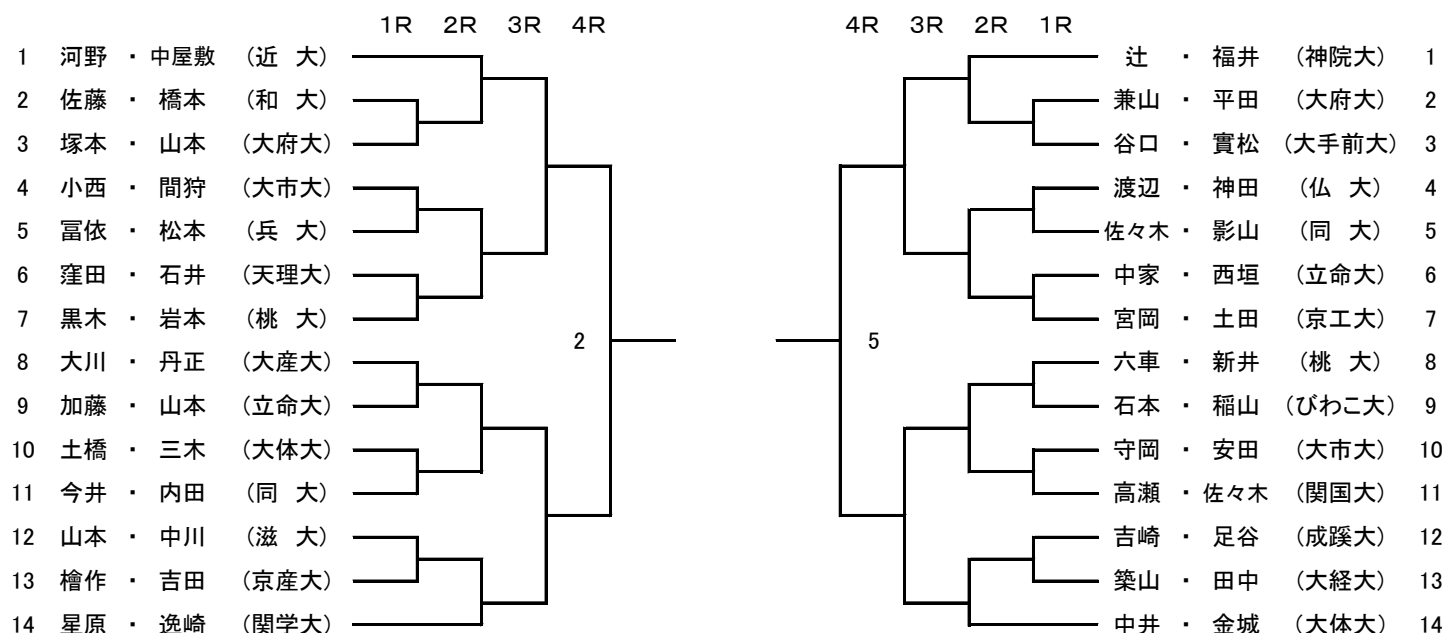 1R 2R 3R 4R 4R 3R 2R 1R
1 河野 ・ 中屋敷 (近 大) 辻 ・ 福井 (神院大) 1
2 佐藤 ・ 橋本 (和 大) 兼山 ・ 平田 (大府大) 2
3 塚本 ・ 山本 (大府大) 谷口 ・ 實松 (大手前大) 3
4 小西 ・ 間狩 (大市大) 渡辺 ・ 神田 (仏 大) 4
5 冨依 ・ 松本 (兵 大) 佐々木 ・ 影山 (同 大) 5
6 窪田 ・ 石井 (天理大) 中家 ・ 西垣 (立命大) 6
7 黒木 ・ 岩本 (桃 大) 宮岡 ・ 土田 (京工大) 7
2 5
8 大川 ・ 丹正 (大産大) 六車 ・ 新井 (桃 大) 8
9 加藤 ・ 山本 (立命大) 石本 ・ 稲山 (びわこ大) 9
10 土橋 ・ 三木 (大体大) 守岡 ・ 安田 (大市大) 10
11 今井 ・ 内田 (同 大) 高瀬 ・ 佐々木 (関国大) 11
12 山本 ・ 中川 (滋 大) 吉崎 ・ 足谷 (成蹊大) 12
13 檜作 ・ 吉田 (京産大) 築山 ・ 田中 (大経大) 13
14 星原 ・ 逸崎 (関学大) 中井 ・ 金城 (大体大) 14